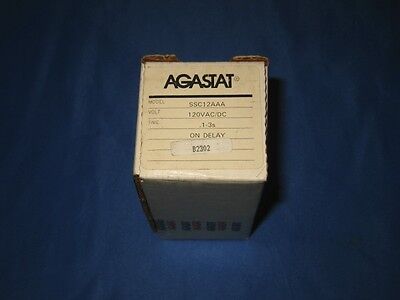 AGASTAT®
MODEL SSC12AAA
VOLT 120VAC/DC
TIME .1-3s
ON DELAY
B2302